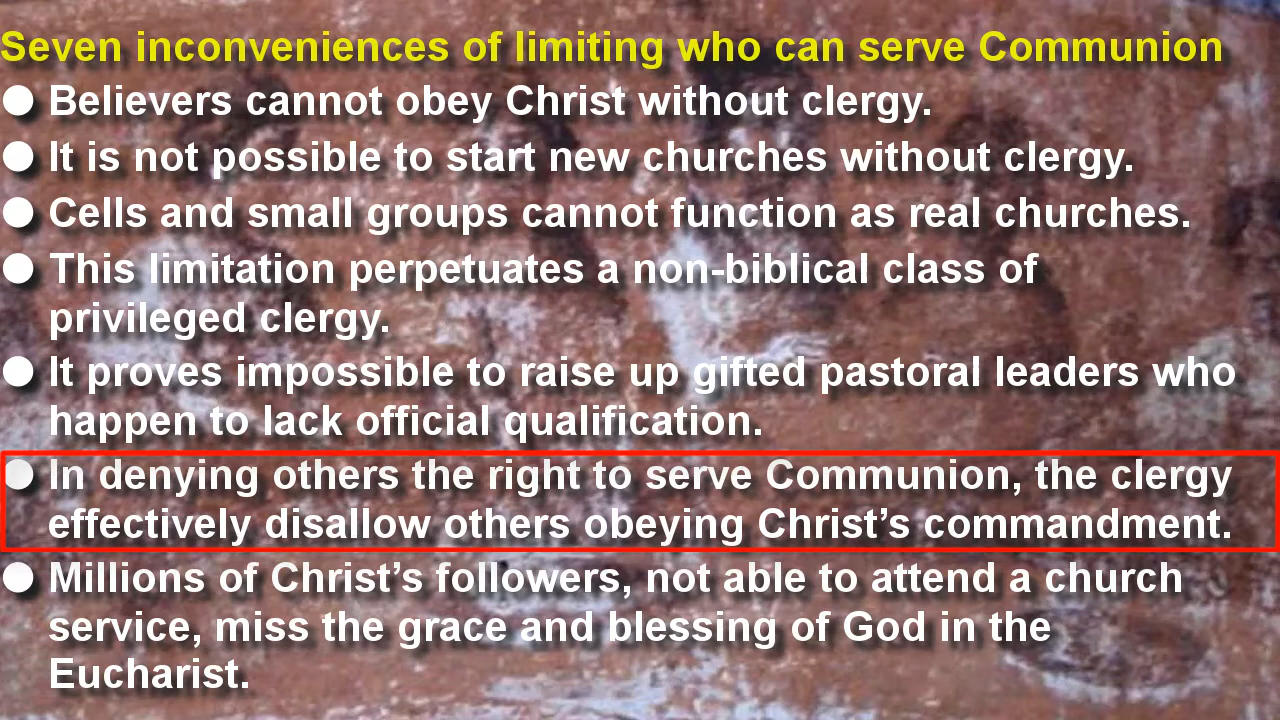 Seven inconveniences of limiting who can serve Communion
● Believers cannot obey Christ without clergy.
● It is not possible to start new churches without clergy.
● Cells and small groups cannot function as real churches.
● This limitation perpetuates a non-biblical class of
privileged clergy.
● It proves impossible to raise up gifted pastoral leaders who
happen to lack official qualification.
● In denying others the right to serve Communion, the clergy
effectively disallow others obeying Christ’s commandment.
● Millions of Christ’s followers, not able to attend a church
service, miss the grace and blessing of God in the
Eucharist.